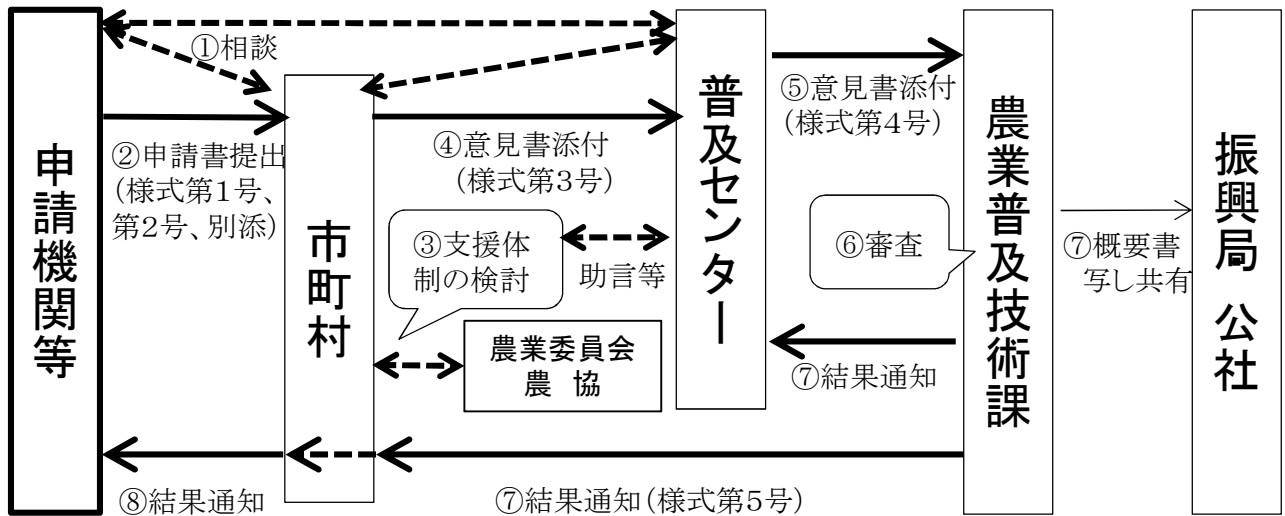 ①相談
申請機関等
②申請書提出
(様式第1号、
第2号、別添)
市町村
④意見書添付
(様式第3号)
③支援体
制の検討
助言等
農業委員会
農　協
普及センター
⑤意見書添付
(様式第4号)
⑥審査
農業普及技術課
⑦概要書
写し共有
振興局 公社
⑦結果通知
⑧結果通知
⑦結果通知(様式第5号)